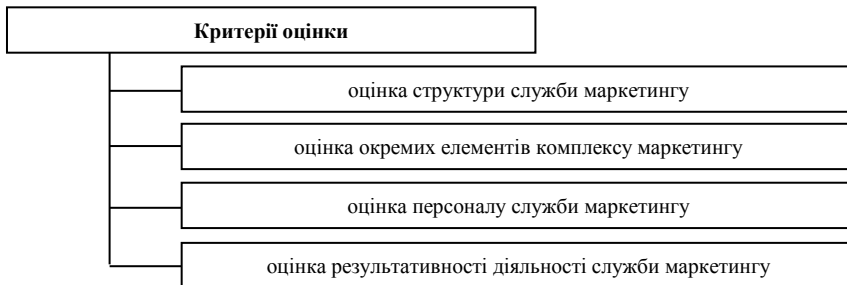 Критерії оцінки
оцінка структури служби маркетингу
оцінка окремих елементів комплексу маркетингу
оцінка персоналу служби маркетингу
оцінка результативності діяльності служби маркетингу